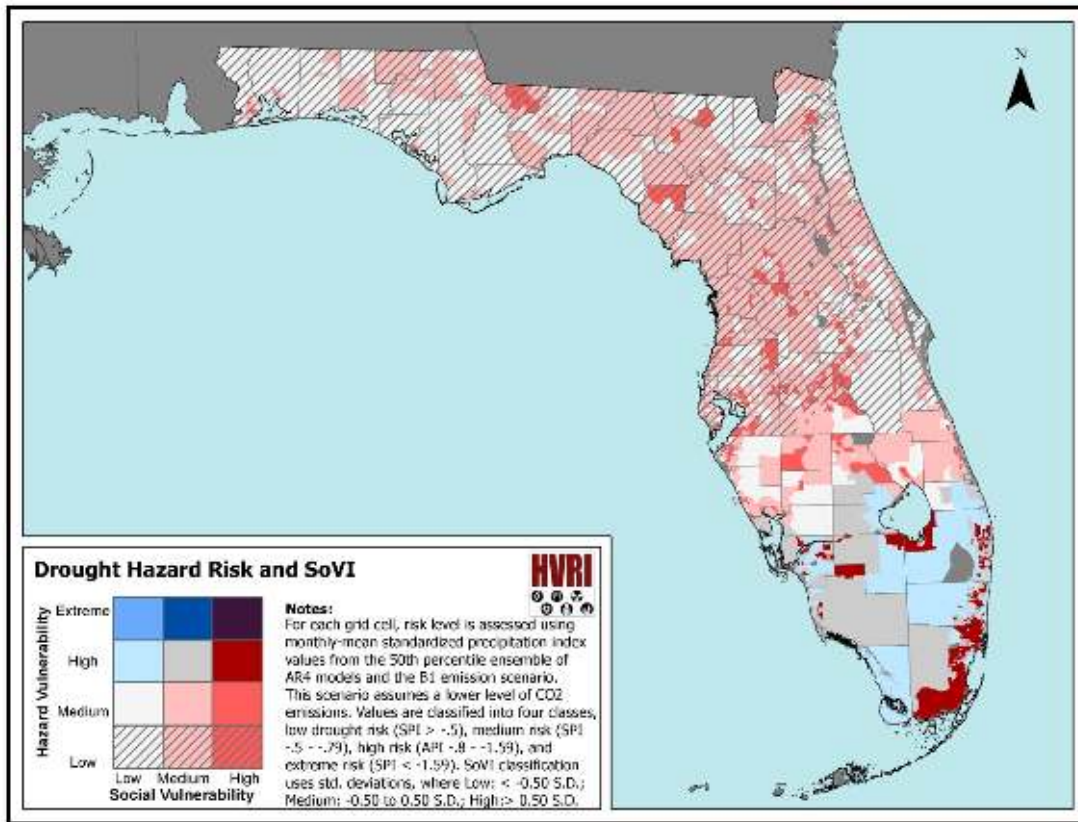 N
Drought Hazard Risk and SoVI
HVRI
Hazard Vulnerability
Extreme
High
Medium
Low
Low Medium High
Social Vulnerability
Notes:
For each grid cell, risk level is assessed using
monthly-mean standardized precipitation index
values from the 50th percentile ensemble of
AR4 models and the B1 emission scenario.
This scenario assumes a lower level of CO2
emissions. Values are classified into four classes,
low drought risk (SPI > -.5), medium risk (SPI
-.5 - -.79), high risk (API -.8 - -1.59), and
extreme risk (SPI < -1.59). SoVI classification
uses std. deviations, where Low: < -0.50 S.D.;
Medium: -0.50 to 0.50 S.D.; High:> 0.50 S.D.